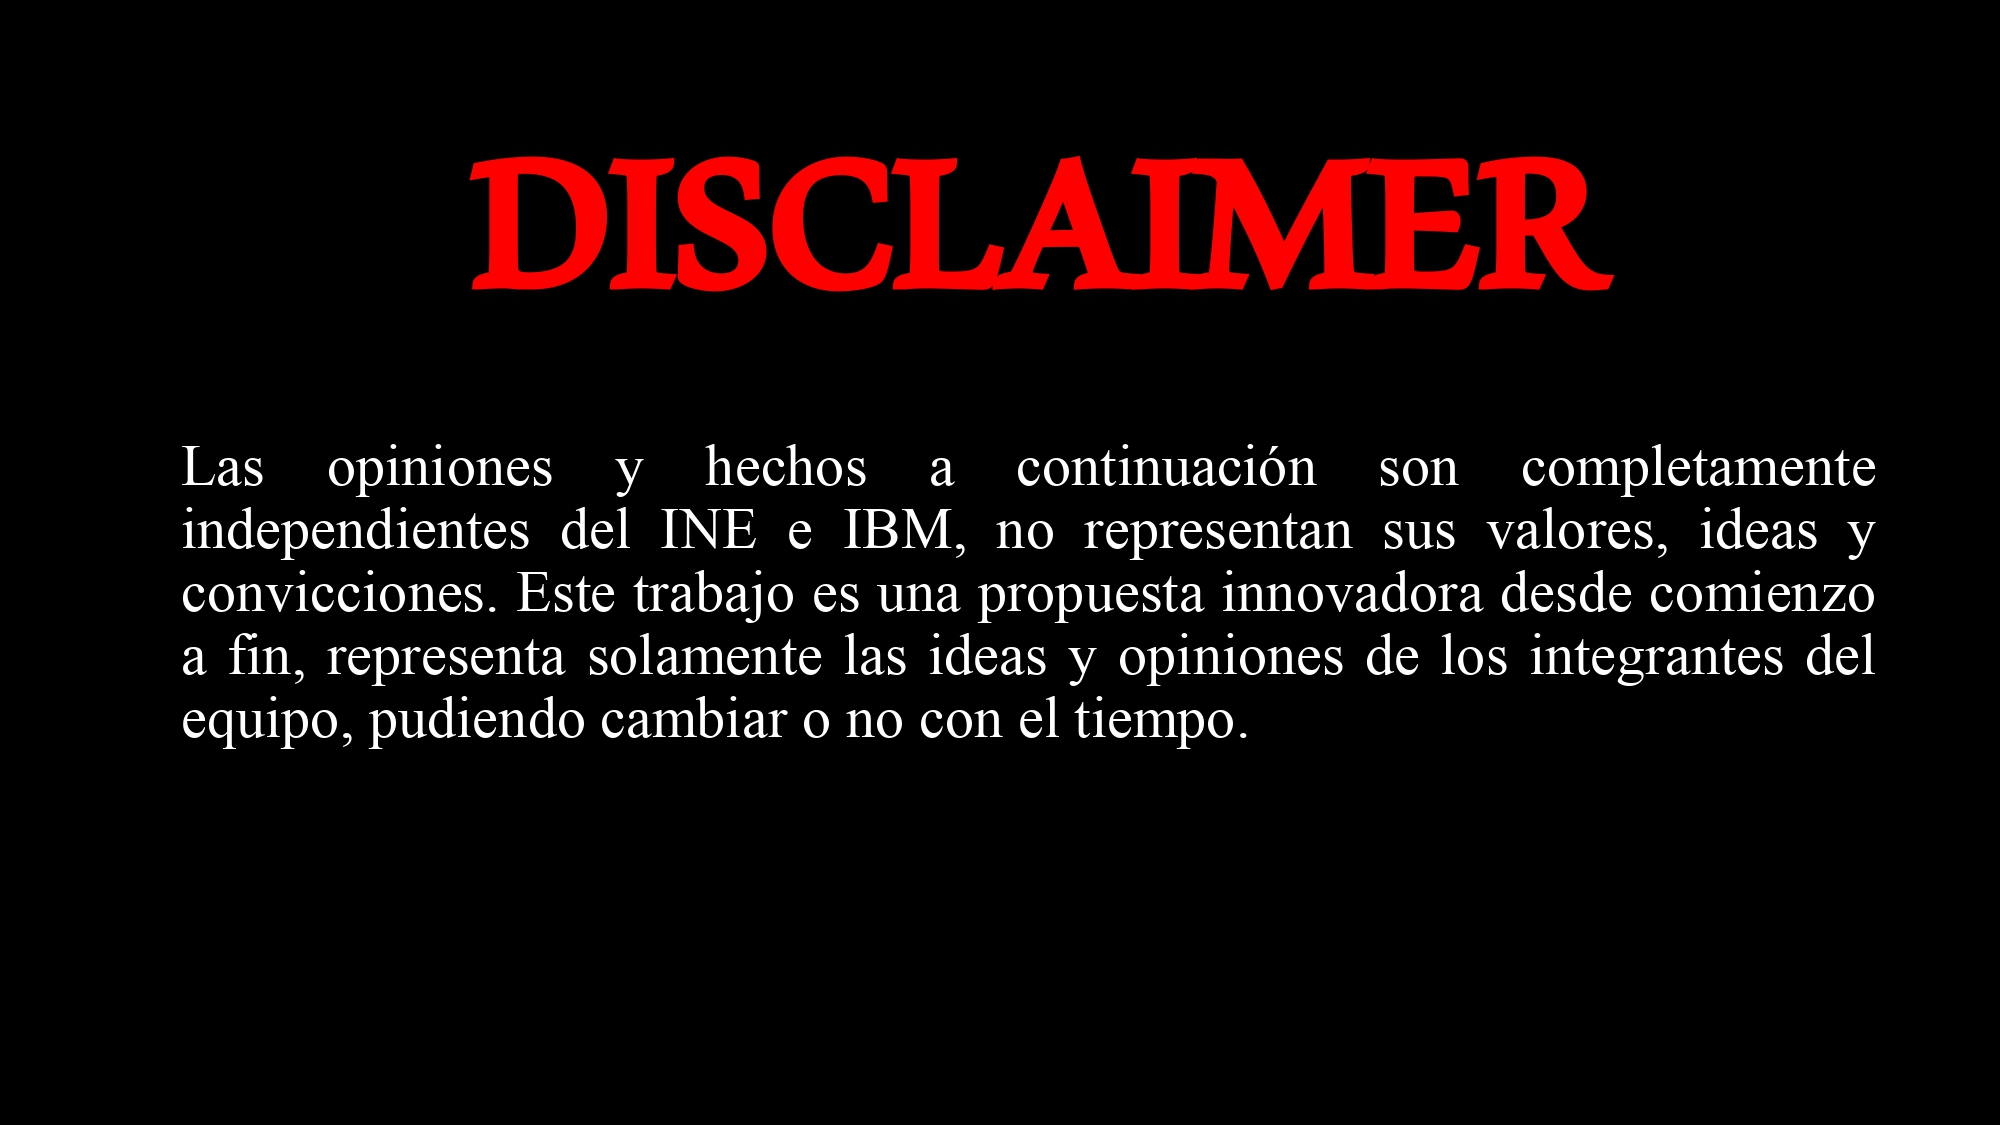 DISCLAIMER
Las opiniones y hechos a continuación son completamente
independientes del INE e IBM, no representan sus valores, ideas y
convicciones. Este trabajo es una propuesta innovadora desde comienzo
a fin, representa solamente las ideas y opiniones de los integrantes del
equipo, pudiendo cambiar o no con el tiempo.